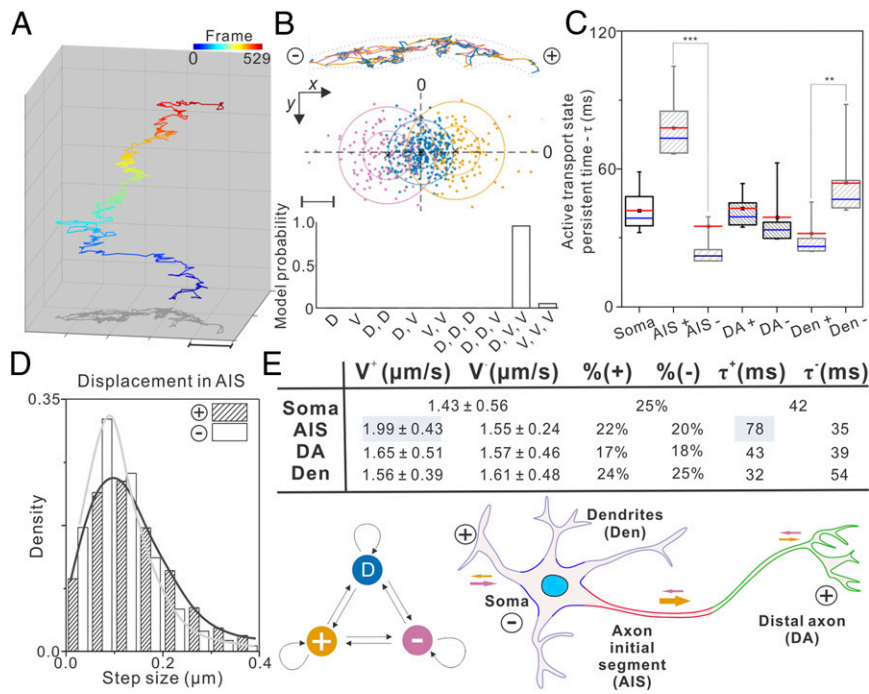 A
Frame
0 529
B
− +
x
y
0
0
Model probability
1.0
0.0
D
V
D, D
D, V
V, V
D, D, D
D, D, V
D, V, V
V, V, V
C
Active transport state
persistent time - τ (ms)
120
60
0
***
**
Soma
AIS +
AIS -
DA +
DA -
Den +
Den -
D
Displacement in AIS
+
−
Density
0.35
0.0
0.0 0.2 0.4
Step size (μm)
E
V⁺ (μm/s) V⁻ (μm/s) %(+) %(-) τ⁺(ms) τ⁻(ms)
Soma 1.43 ± 0.56 25% 42
AIS 1.99 ± 0.43 1.55 ± 0.24 22% 20% 78 35
DA 1.65 ± 0.51 1.57 ± 0.46 17% 18% 43 39
Den 1.56 ± 0.39 1.61 ± 0.48 24% 25% 32 54
D
+ -
+
Dendrites
(Den)
Soma
−
Axon
initial
segment
(AIS)
+
Distal axon
(DA)